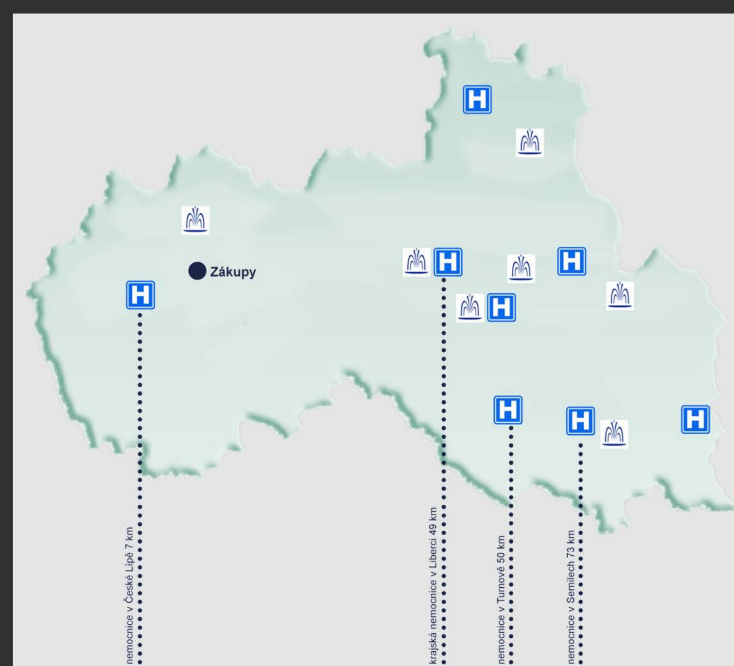 H
H
H
Zákupy
H
H
H
H
H
nemocnice v České Lípě 7 km
krajská nemocnice v Liberci 49 km
nemocnice v Turnově 50 km
nemocnice v Semilech 73 km